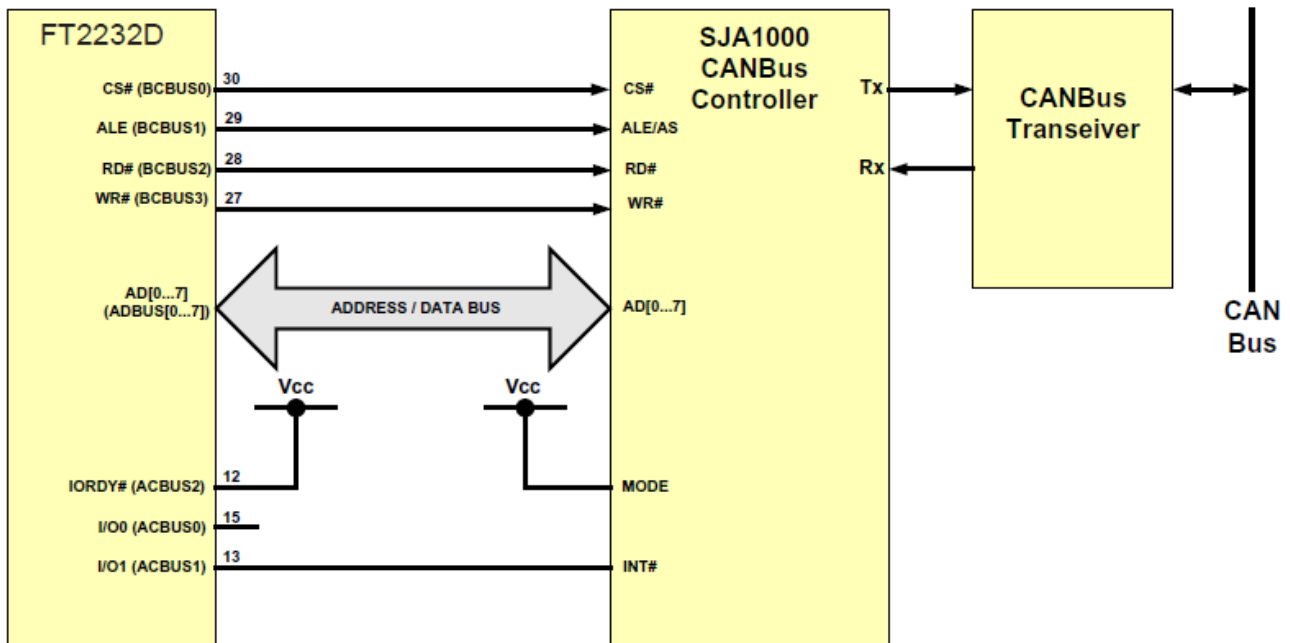 FT2232D
CS# (BCBUS0)
30
ALE (BCBUS1)
29
RD# (BCBUS2)
28
WR# (BCBUS3)
27
AD[0...7]
(ADBUS[0...7])
IORDY# (ACBUS2)
12
I/O0 (ACBUS0)
15
I/O1 (ACBUS1)
13
ADDRESS / DATA BUS
Vcc
Vcc
SJA1000
CANBus
Controller
CS#
ALE/AS
RD#
WR#
AD[0...7]
MODE
INT#
Tx
Rx
CANBus
Transeiver
CAN
Bus